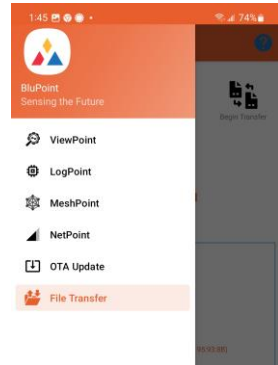 1:45
74%
BluPoint
Sensing the Future
Begin Transfer
ViewPoint
LogPoint
MeshPoint
NetPoint
OTA Update
File Transfer